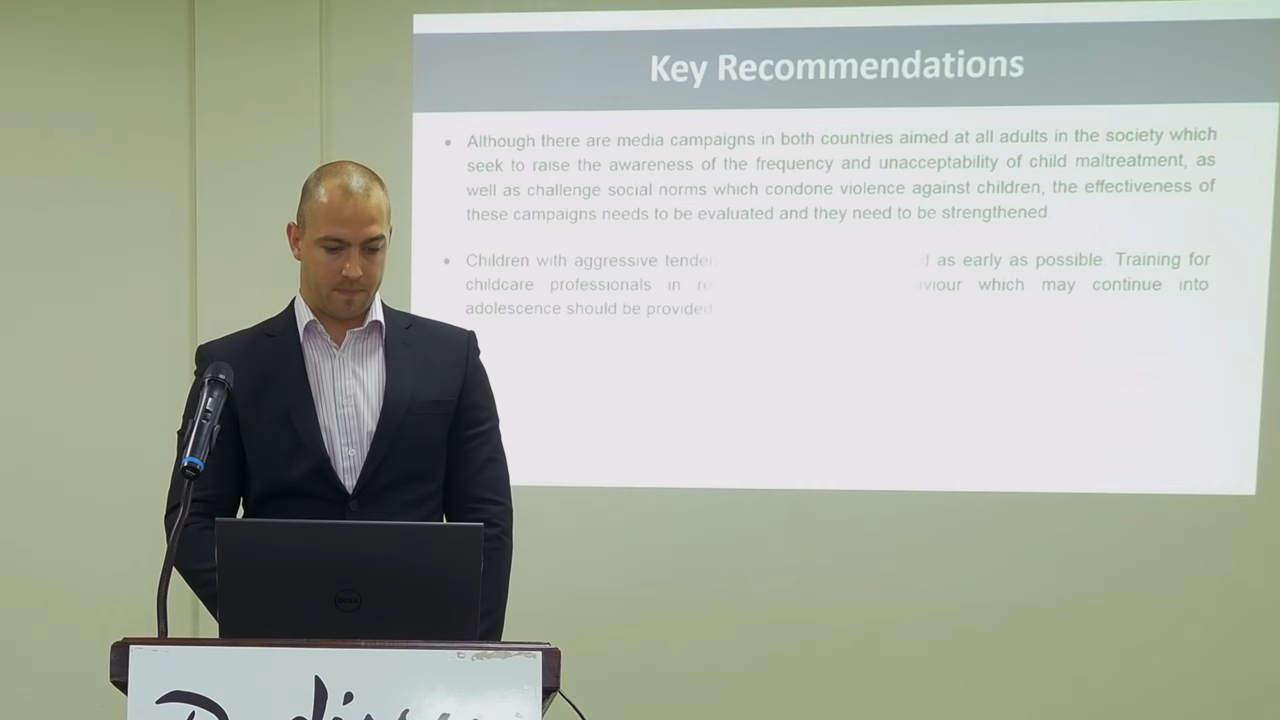 Key Recommendations
• Although there are media campaigns in both countries aimed at all adults in the society which
seek to raise the awareness of the frequency and unacceptability of child maltreatment, as
well as challenge social norms which condone violence against children, the effectiveness of
these campaigns needs to be evaluated and they need to be strengthened
• Children with aggressive as early as possible. Training for
childcare professionals in which may continue into
adolescence should be provided
DELL